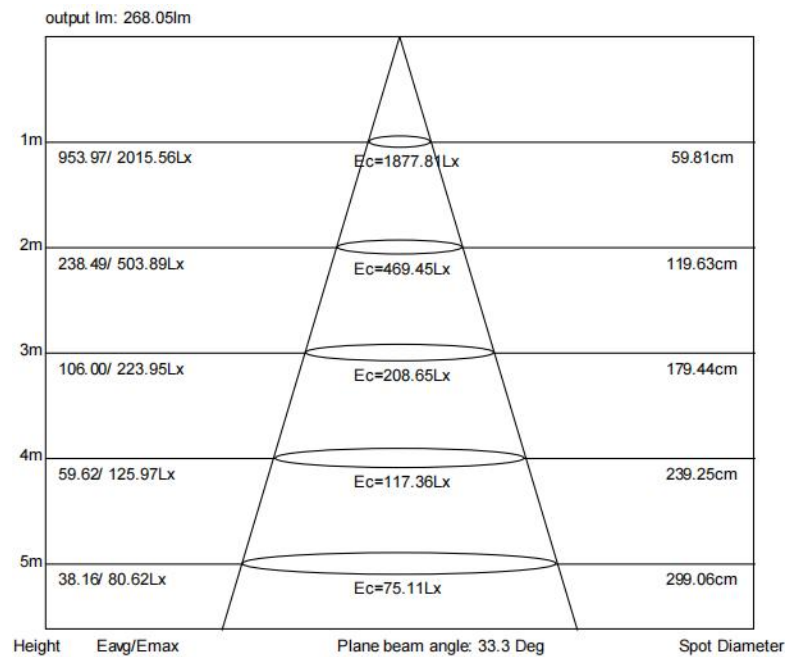 output lm: 268.05lm
1m
953.97/ 2015.56Lx
Ec=1877.81Lx
59.81cm
2m
238.49/ 503.89Lx
Ec=469.45Lx
119.63cm
3m
106.00/ 223.95Lx
Ec=208.65Lx
179.44cm
4m
59.62/ 125.97Lx
Ec=117.36Lx
239.25cm
5m
38.16/ 80.62Lx
Ec=75.11Lx
299.06cm
Height Eavg/Emax Plane beam angle: 33.3 Deg Spot Diameter